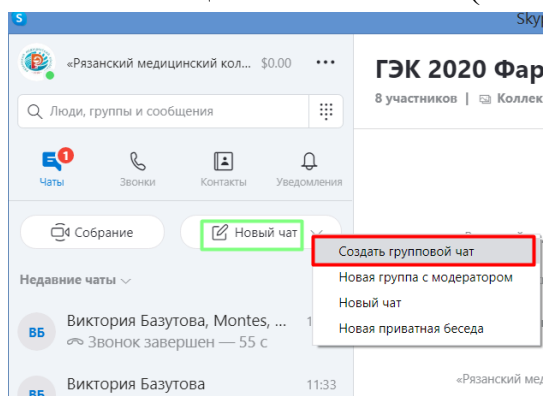 Sky
«Рязанский медицинский кол... $0.00
ГЭК 2020 Фар
8 участников | Коллек
Люди, группы и сообщения
1
Чаты Звонки Контакты Уведомления
Собрание Новый чат
Создать групповой чат
Недавние чаты
Новая группа с модератором
Новый чат
Новая приватная беседа
ВБ Виктория Базутова, Montes, ...
Звонок завершен — 55 с
ВБ Виктория Базутова 11:33
«Рязанский мед